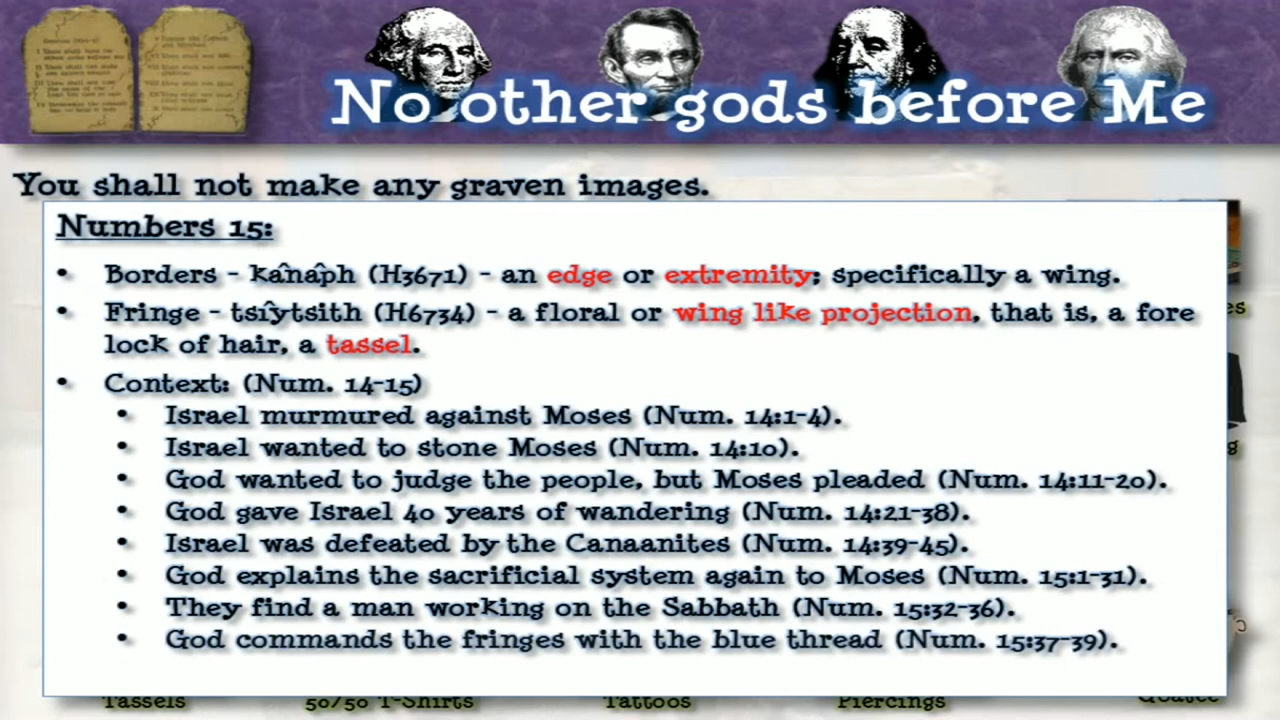 No other gods before Me
You shall not make any graven images.
Numbers 15:
• Borders - kânâph (H3671) - an edge or extremity; specifically a wing.
• Fringe - tsîytsith (H6734) - a floral or wing like projection, that is, a fore
lock of hair, a tassel.
• Context: (Num. 14-15)
• Israel murmured against Moses (Num. 14:1-4).
• Israel wanted to stone Moses (Num. 14:10).
• God wanted to judge the people, but Moses pleaded (Num. 14:11-20).
• God gave Israel 40 years of wandering (Num. 14:21-38).
• Israel was defeated by the Canaanites (Num. 14:39-45).
• God explains the sacrificial system again to Moses (Num. 15:1-31).
• They find a man working on the Sabbath (Num. 15:32-36).
• God commands the fringes with the blue thread (Num. 15:37-39).
es
g
Tassels 50/50 T-Shirts Tattoos Piercings Goatee